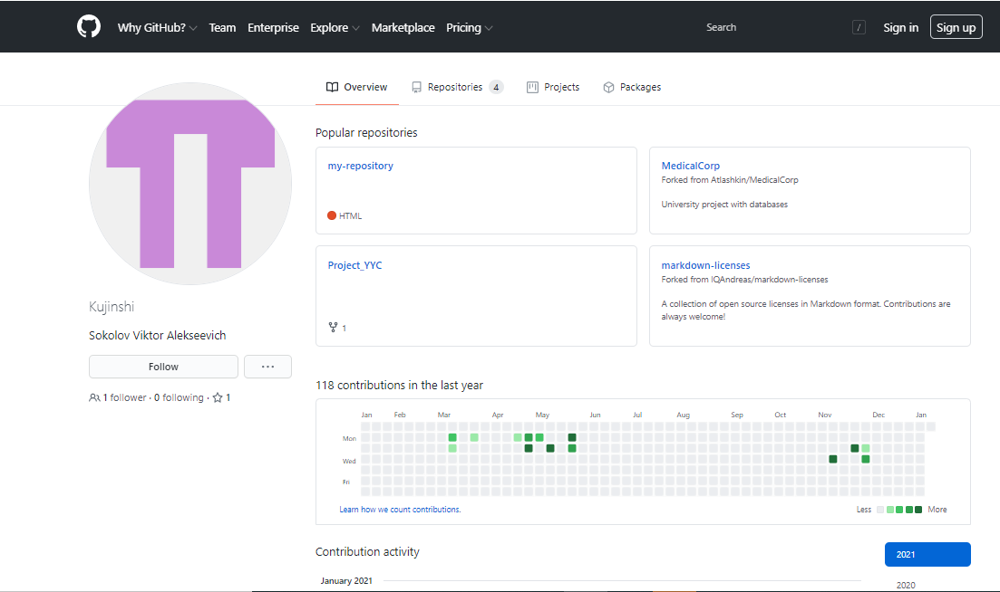 Why GitHub? Team Enterprise Explore Marketplace Pricing Search / Sign in Sign up
Overview Repositories 4 Projects Packages
Kujinshi
Sokolov Viktor Alekseevich
Follow ...
1 follower · 0 following · 1
Popular repositories
my-repository
HTML
MedicalCorp
Forked from Atlashkin/MedicalCorp
University project with databases
Project_YYC
1
markdown-licenses
Forked from IQAndreas/markdown-licenses
A collection of open source licenses in Markdown format. Contributions are
always welcome!
118 contributions in the last year
Jan Feb Mar Apr May Jun Jul Aug Sep Oct Nov Dec Jan
Mon
Wed
Fri
Learn how we count contributions. Less More
Contribution activity
2021
January 2021
2020